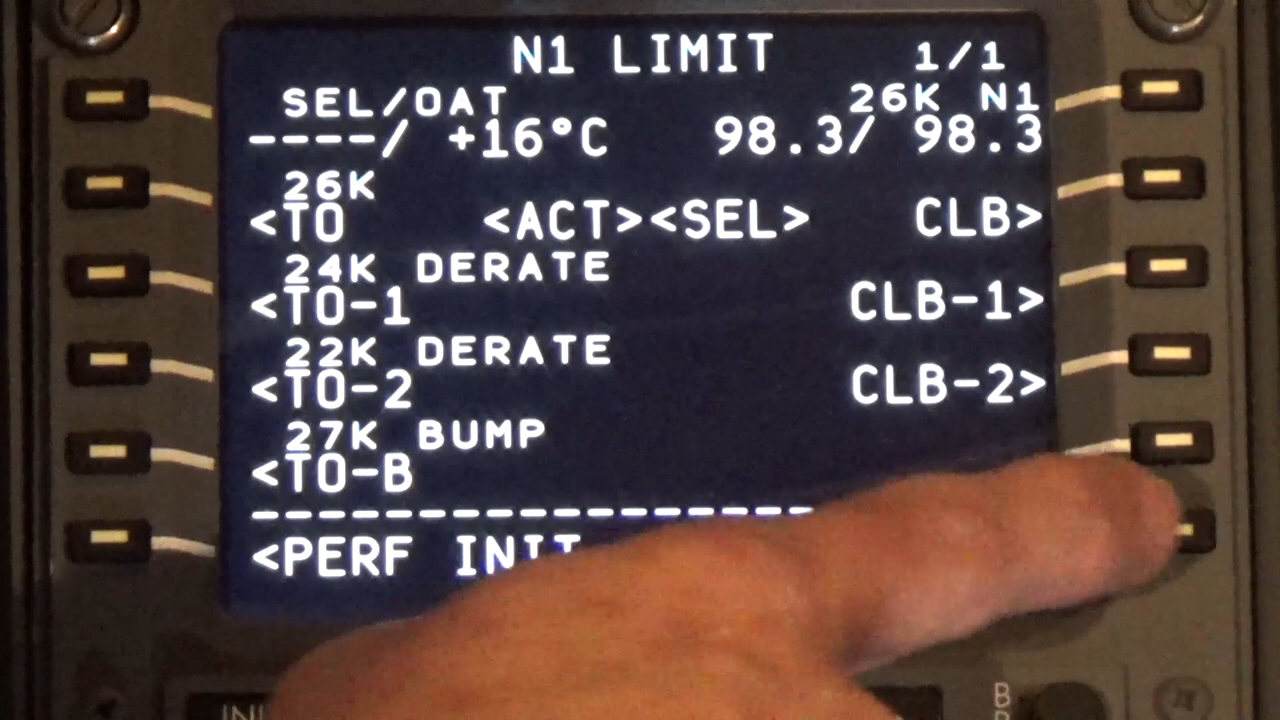 N1 LIMIT 1/1
SEL/OAT 26K N1
----/ +16°C 98.3/ 98.3
26K
<TO <ACT><SEL> CLB>
24K DERATE
<TO-1 CLB-1>
22K DERATE
<TO-2 CLB-2>
27K BUMP
<TO-B
-----------------
<PERF INIT